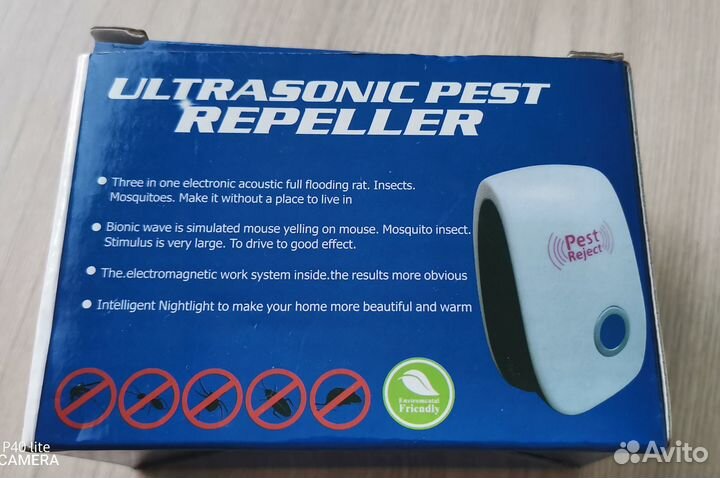 ULTRASONIC PEST
REPELLER
Three in one electronic acoustic full flooding rat. Insects.
Mosquitoes. Make it without a place to live in
Bionic wave is simulated mouse yelling on mouse. Mosquito insect.
Stimulus is very large. To drive to good effect.
The.electromagnetic work system inside.the results more obvious
Intelligent Nightlight to make your home more beautiful and warm
Pest
Reject
Enviromental
Friendly
P40 lite
CAMERA
Avito